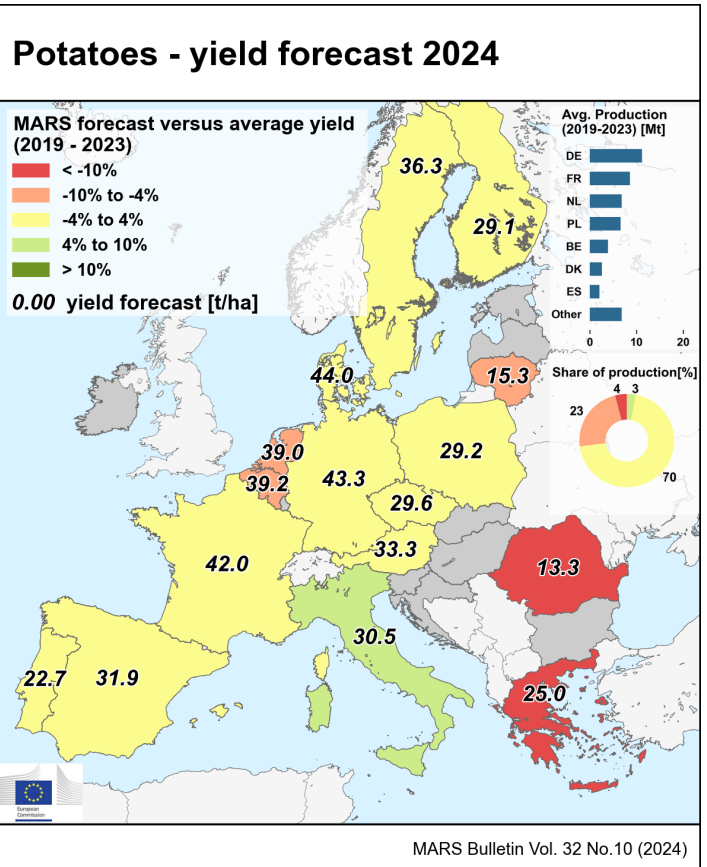 Potatoes - yield forecast 2024
MARS forecast versus average yield
(2019 - 2023)
< -10%
-10% to -4%
-4% to 4%
4% to 10%
> 10%
0.00 yield forecast [t/ha]
Avg. Production
(2019-2023) [Mt]
DE
FR
NL
PL
BE
DK
ES
Other
0 10 20
Share of production[%]
4 3
23
70
36.3
29.1
44.0
15.3
39.0
29.2
39.2
43.3
29.6
33.3
42.0
13.3
30.5
22.7
31.9
25.0
European
Commission
MARS Bulletin Vol. 32 No.10 (2024)